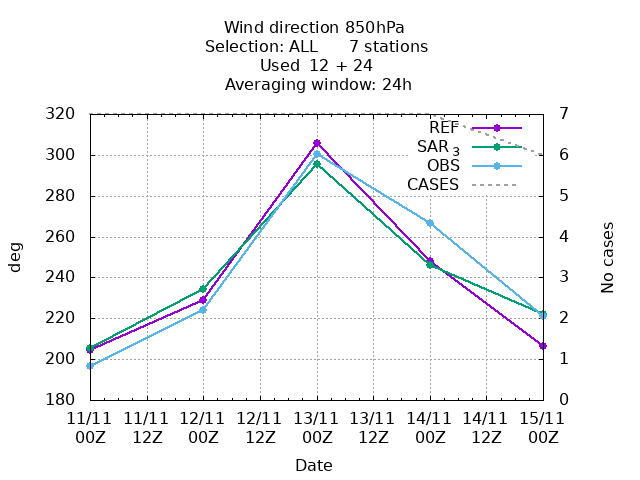 Wind direction 850hPa
Selection: ALL      7 stations
Used  12 + 24
Averaging window: 24h
320
300
280
260
240
220
200
180
deg
7
6
5
4
3
2
1
0
No cases
REF
SAR 3
OBS
CASES
11/11 11/11 12/11 12/11 13/11 13/11 14/11 14/11 15/11
00Z 12Z 00Z 12Z 00Z 12Z 00Z 12Z 00Z
Date